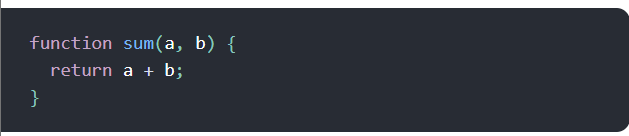 function sum(a, b) {
  return a + b;
}